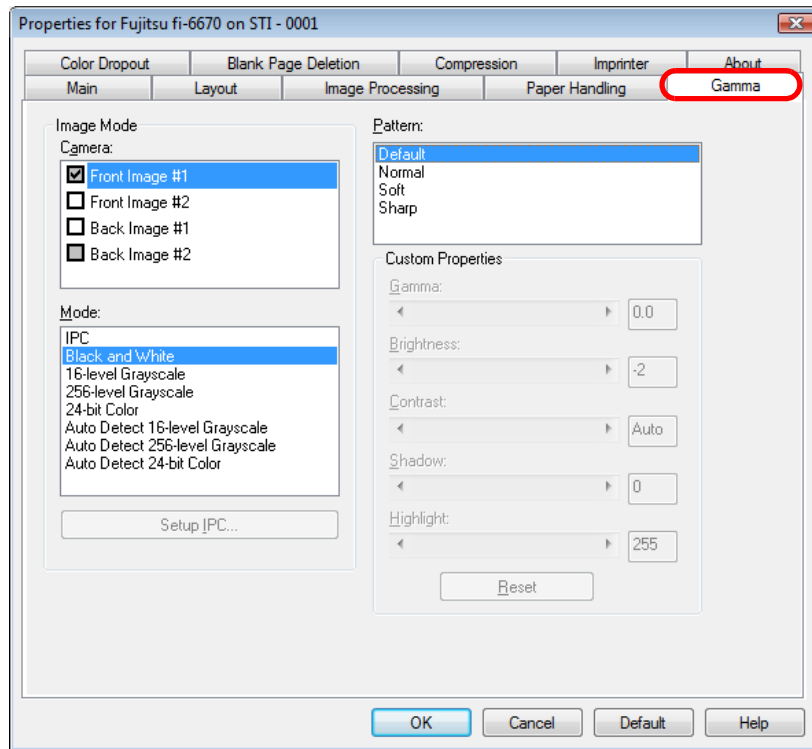 Properties for Fujitsu fi-6670 on STI - 0001
Color Dropout
Blank Page Deletion
Compression
Imprinter
About
Main
Layout
Image Processing
Paper Handling
Gamma
Image Mode
Camera:
Front Image #1
Front Image #2
Back Image #1
Back Image #2
Mode:
IPC
Black and White
16-level Grayscale
256-level Grayscale
24-bit Color
Auto Detect 16-level Grayscale
Auto Detect 256-level Grayscale
Auto Detect 24-bit Color
Setup IPC...
Pattern:
Default
Normal
Soft
Sharp
Custom Properties
Gamma:
0.0
Brightness:
-2
Contrast:
Auto
Shadow:
0
Highlight:
255
Reset
OK
Cancel
Default
Help